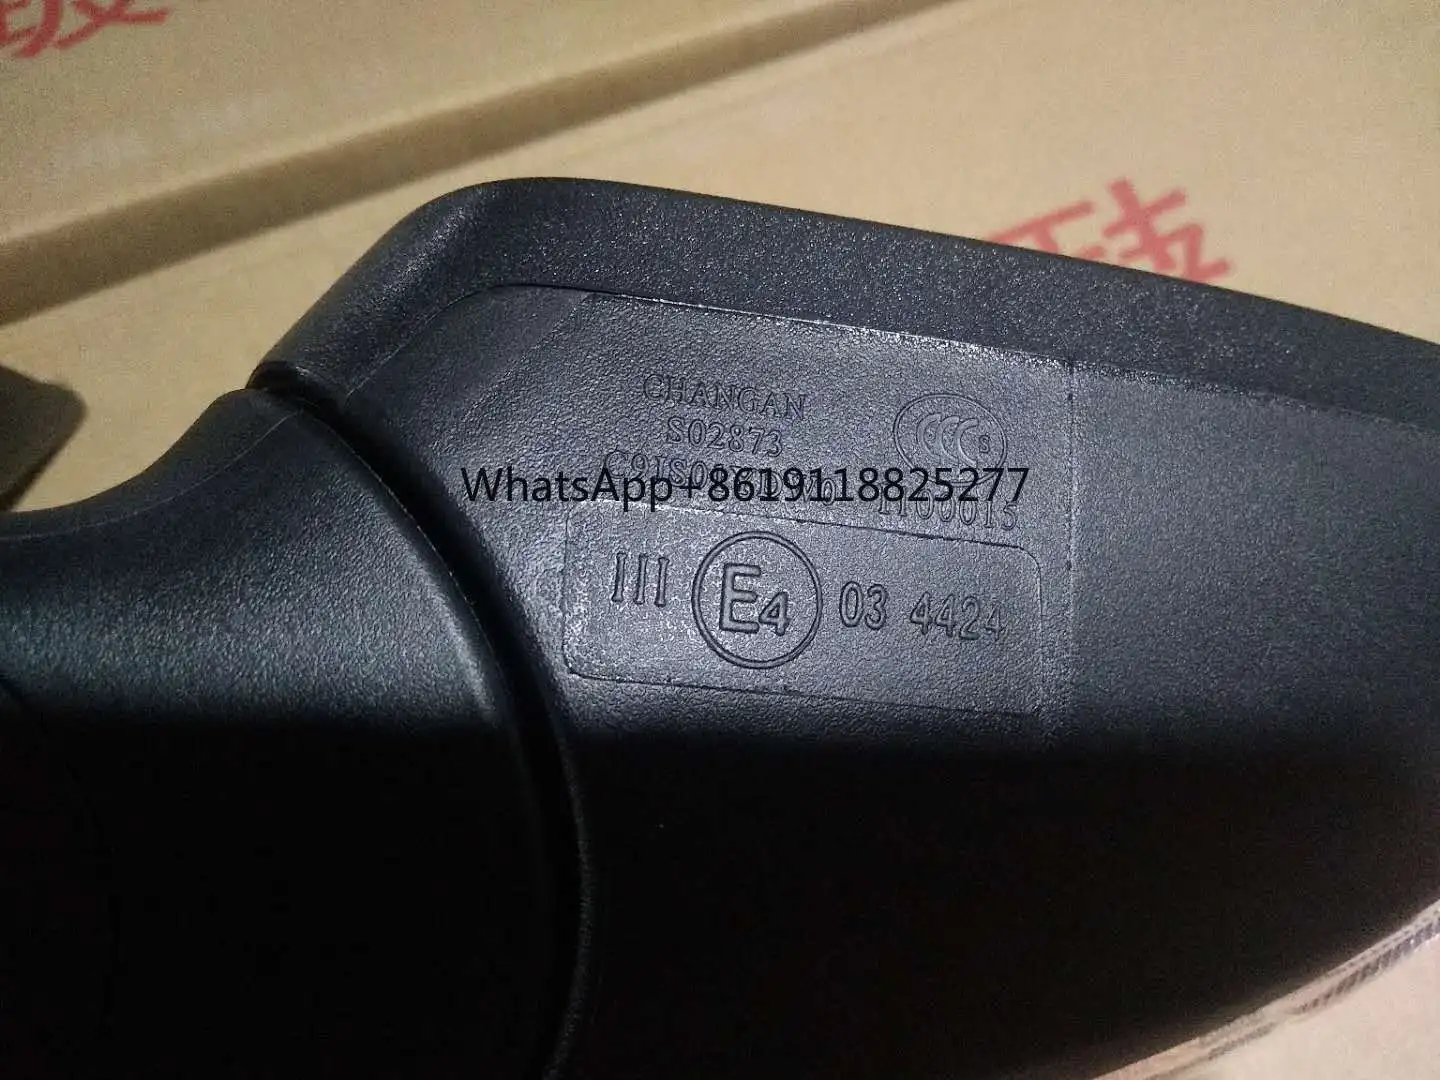 CHANGAN
S02873
CCC S
WhatsApp+8619118825277
III E4 03 4424